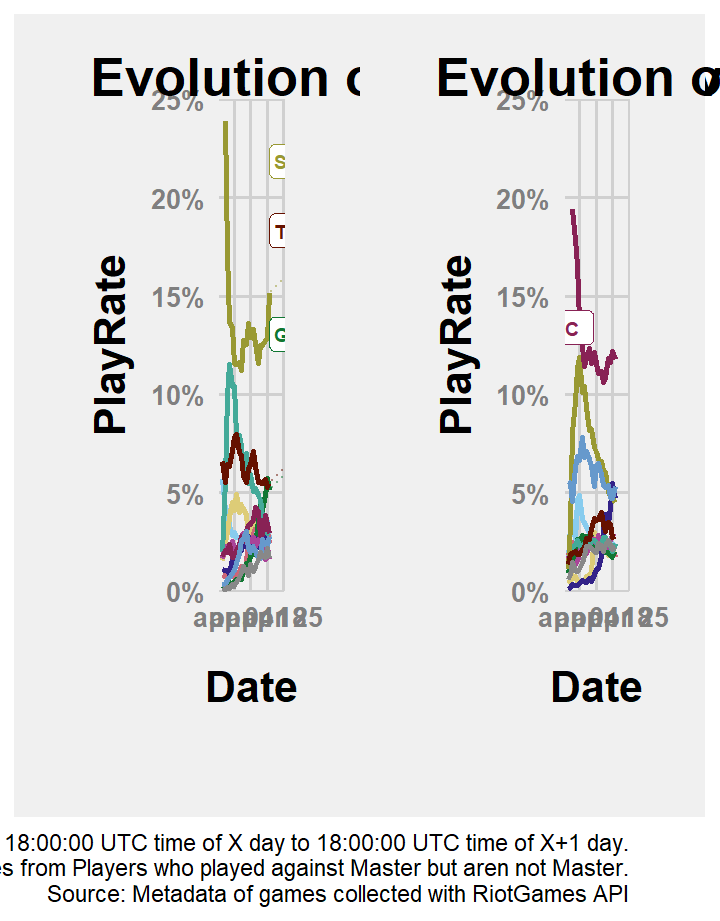 Evolution
Evolution
25%
20%
15%
10%
5%
0%
S
T
G
PlayRate
Date
25%
20%
15%
10%
5%
0%
C
PlayRate
Date
18:00:00 UTC time of X day to 18:00:00 UTC time of X+1 day.
from Players who played against Master but aren not Master.
Source: Metadata of games collected with RiotGames API